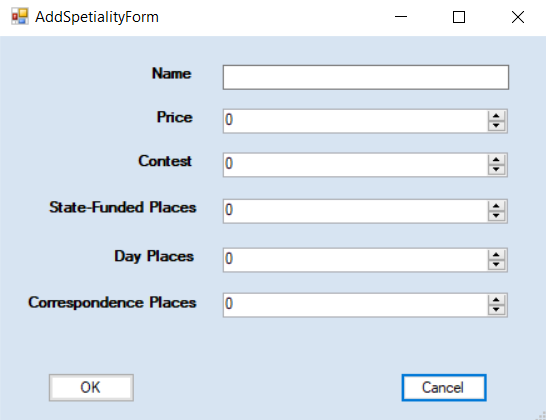 AddSpetialityForm
Name
Price 0
Contest 0
State-Funded Places 0
Day Places 0
Correspondence Places 0
OK Cancel